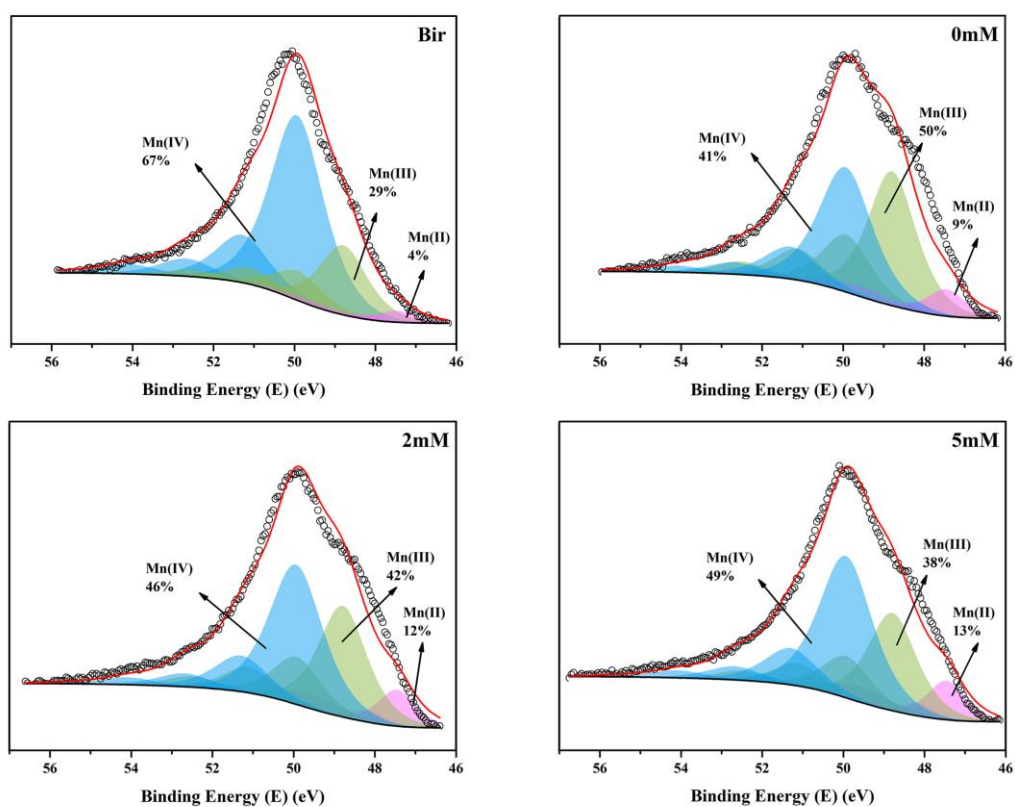 Bir
Mn(IV)
67%
Mn(III)
29%
Mn(II)
4%
56 54 52 50 48 46
Binding Energy (E) (eV)
0mM
Mn(III)
50%
Mn(IV)
41%
Mn(II)
9%
56 54 52 50 48 46
Binding Energy (E) (eV)
2mM
Mn(IV)
46%
Mn(III)
42%
Mn(II)
12%
56 54 52 50 48 46
Binding Energy (E) (eV)
5mM
Mn(IV)
49%
Mn(III)
38%
Mn(II)
13%
56 54 52 50 48 46
Binding Energy (E) (eV)